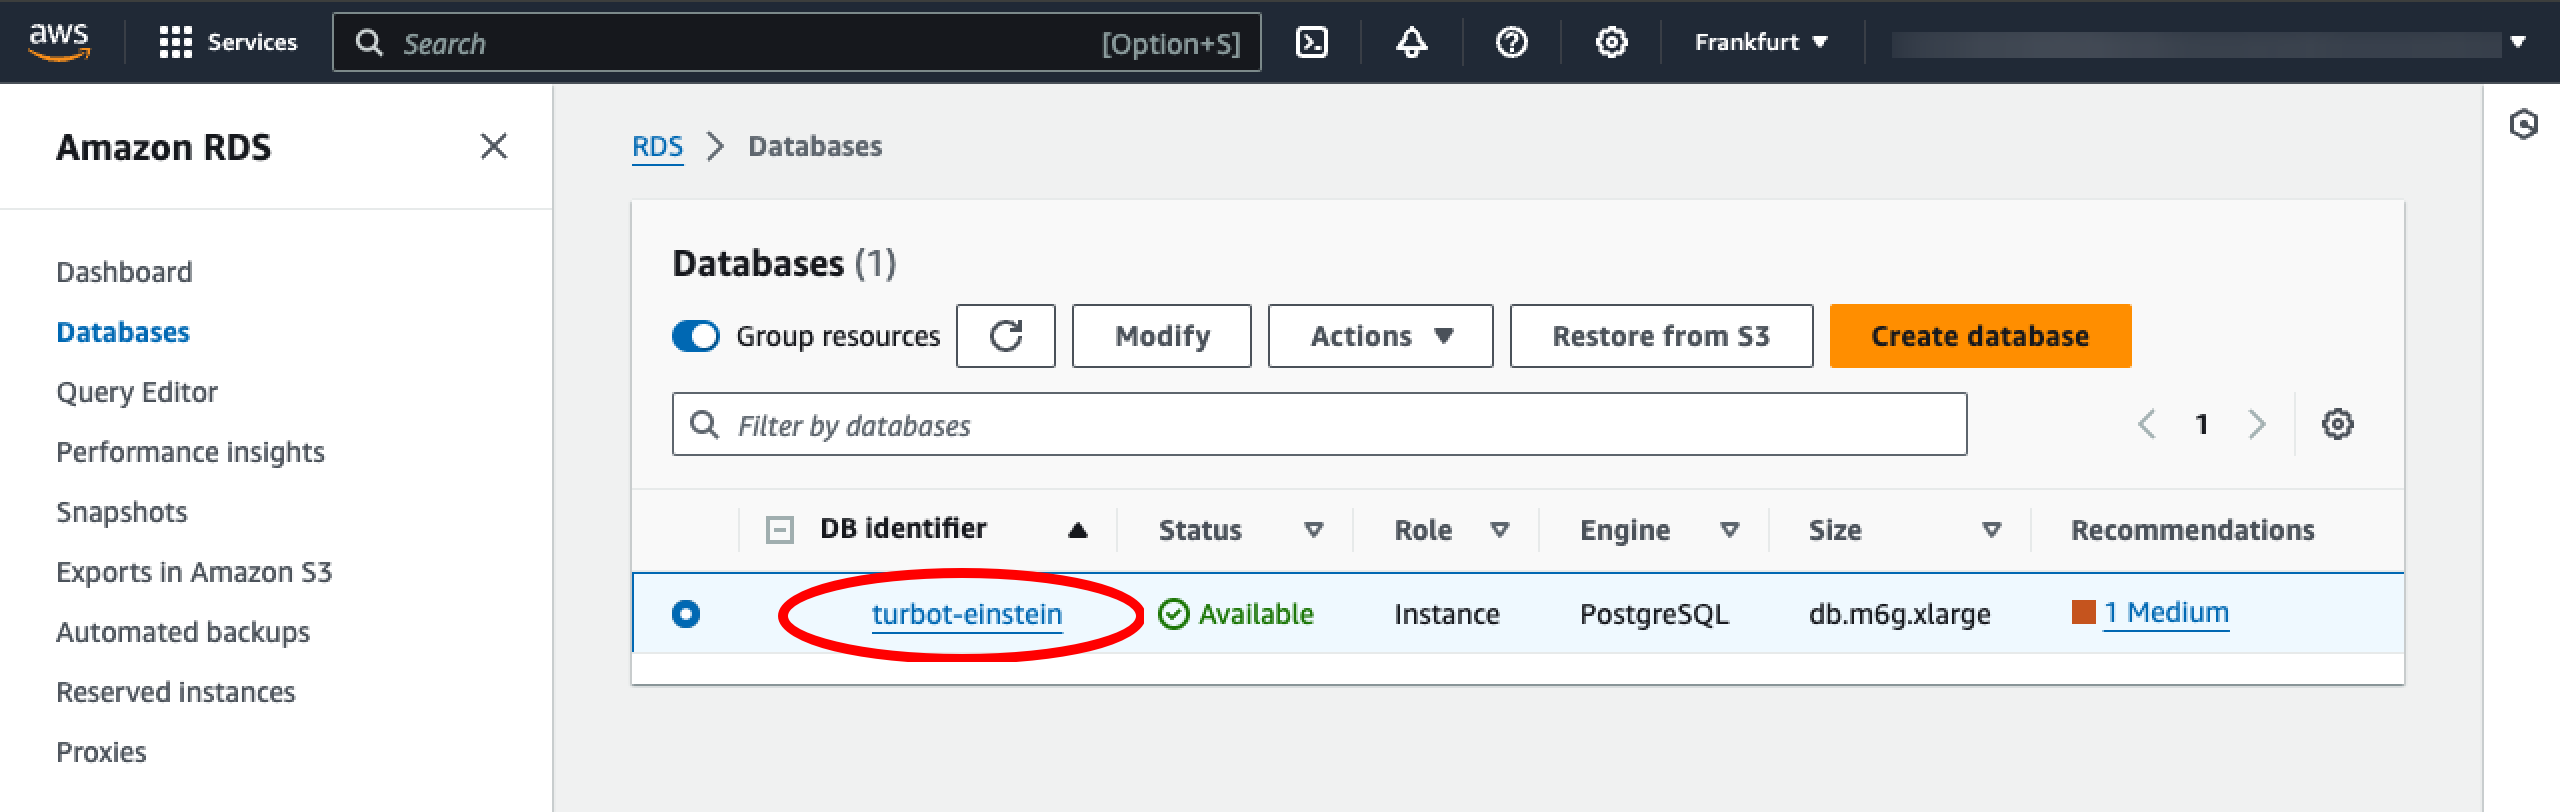 aws Services Search [Option+S] Frankfurt
Amazon RDS
Dashboard
Databases
Query Editor
Performance insights
Snapshots
Exports in Amazon S3
Automated backups
Reserved instances
Proxies
RDS Databases
Databases (1)
Group resources Modify Actions Restore from S3 Create database
Filter by databases 1
DB identifier Status Role Engine Size Recommendations
turbot-einstein Available Instance PostgreSQL db.m6g.xlarge 1 Medium